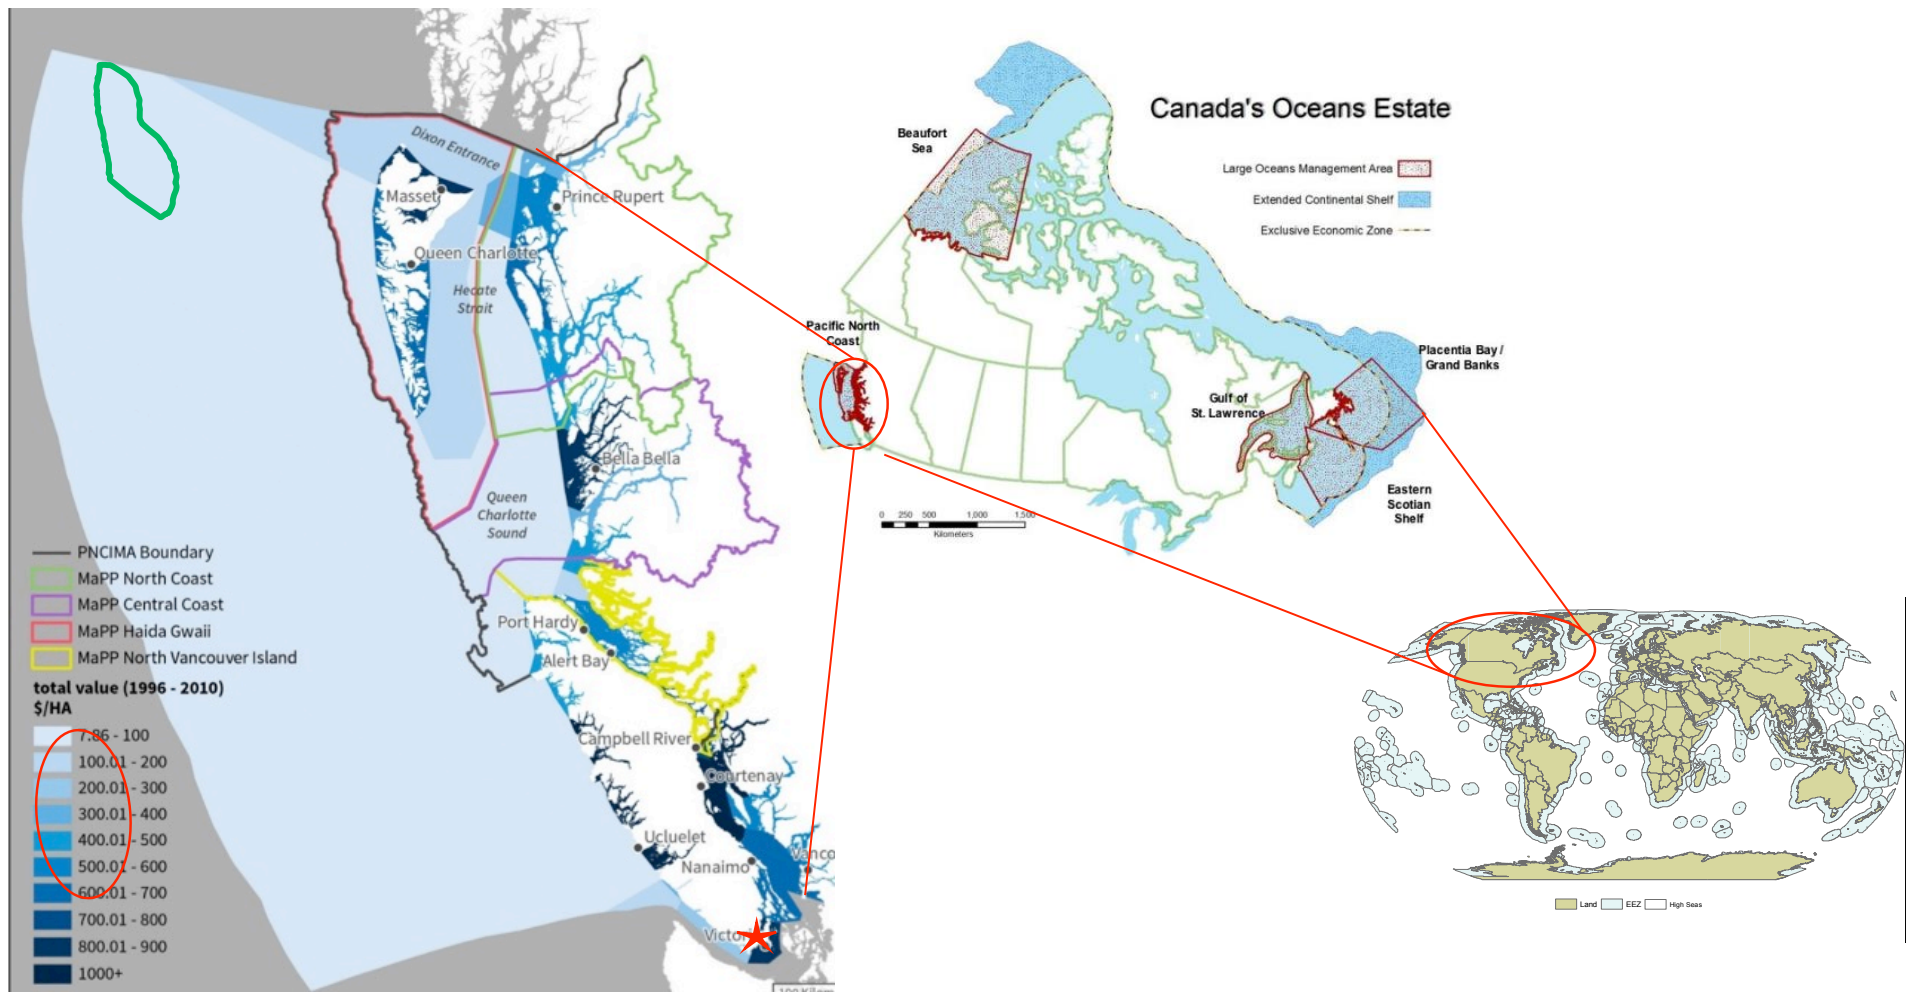 Dixon Entrance
Masset
Prince Rupert
Queen Charlotte
Hecate
Strait
Bella Bella
Queen
Charlotte
Sound
PNCIMA Boundary
MaPP North Coast
MaPP Central Coast
MaPP Haida Gwaii
MaPP North Vancouver Island
total value (1996 - 2010)
$/HA
7.86 - 100
100.01 - 200
200.01 - 300
300.01 - 400
400.01 - 500
500.01 - 600
600.01 - 700
700.01 - 800
800.01 - 900
1000+
Port Hardy
Alert Bay
Campbell River
Courtenay
Ucluelet
Nanaimo
Vanco
Victor
Canada's Oceans Estate
Large Oceans Management Area
Extended Continental Shelf
Exclusive Economic Zone
Beaufort
Sea
Pacific North
Coast
Gulf of
St. Lawrence
Placentia Bay /
Grand Banks
Eastern
Scotian
Shelf
0 250 500 1,000 1,500
Kilometers
Land EEZ High Seas